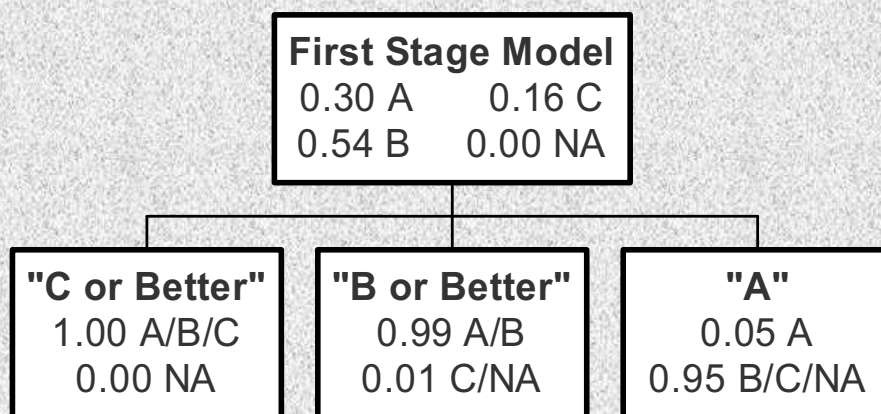 First Stage Model
0.30 A 0.16 C
0.54 B 0.00 NA
"C or Better"
1.00 A/B/C
0.00 NA
"B or Better"
0.99 A/B
0.01 C/NA
"A"
0.05 A
0.95 B/C/NA